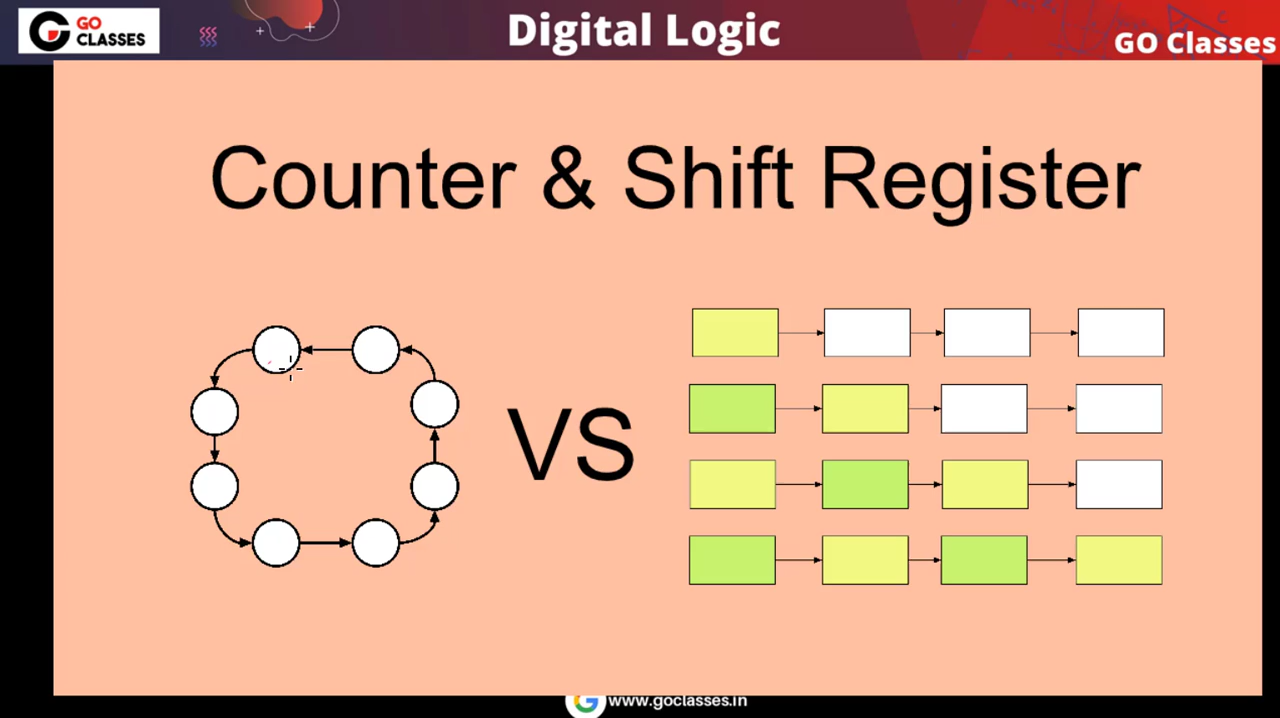 GO
CLASSES
Digital Logic
GO Classes
Counter & Shift Register
VS
www.goclasses.in